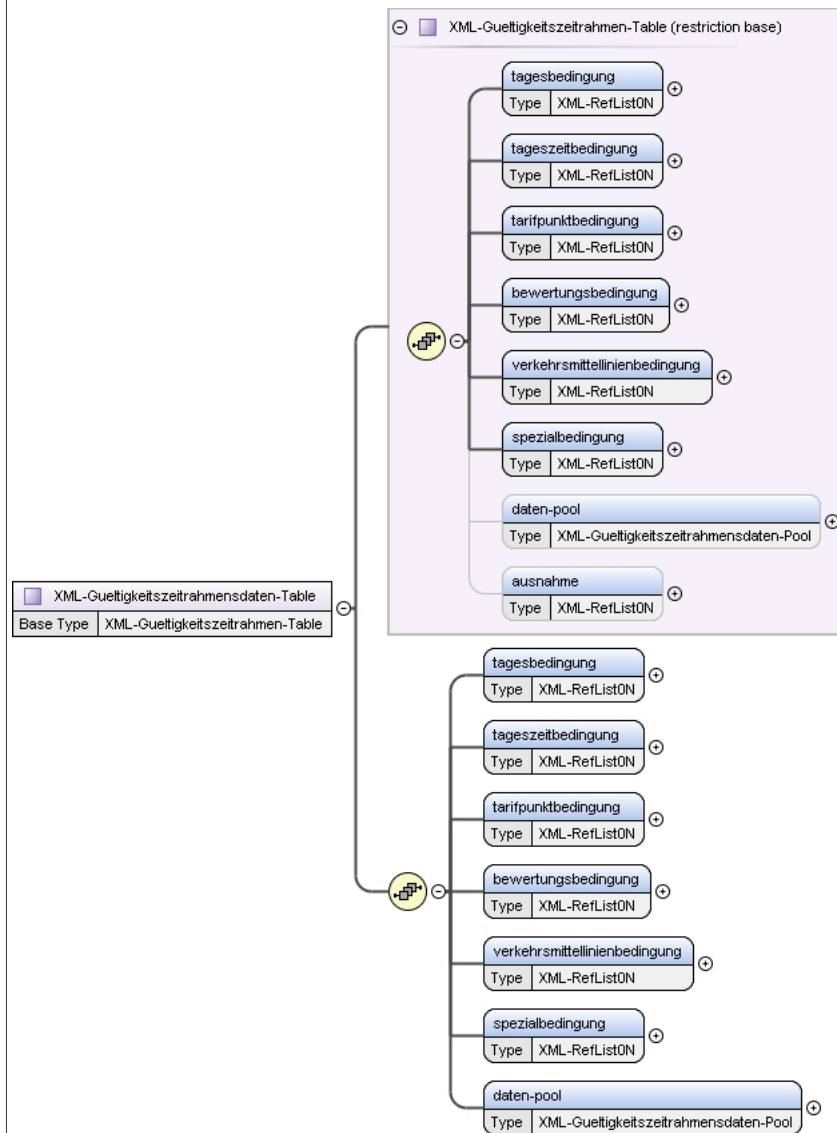 XML-Gueltigkeitszeitrahmen-Table (restriction base)
tagesbedingung
Type XML-RefList0N
tageszeitbedingung
Type XML-RefList0N
tarifpunktbedingung
Type XML-RefList0N
bewertungsbedingung
Type XML-RefList0N
verkehrsmittellinienbedingung
Type XML-RefList0N
spezialbedingung
Type XML-RefList0N
daten-pool
Type XML-Gueltigkeitszeitrahmensdaten-Pool
ausnahme
Type XML-RefList0N
XML-Gueltigkeitszeitrahmensdaten-Table
Base Type XML-Gueltigkeitszeitrahmen-Table
tagesbedingung
Type XML-RefList0N
tageszeitbedingung
Type XML-RefList0N
tarifpunktbedingung
Type XML-RefList0N
bewertungsbedingung
Type XML-RefList0N
verkehrsmittellinienbedingung
Type XML-RefList0N
spezialbedingung
Type XML-RefList0N
daten-pool
Type XML-Gueltigkeitszeitrahmensdaten-Pool